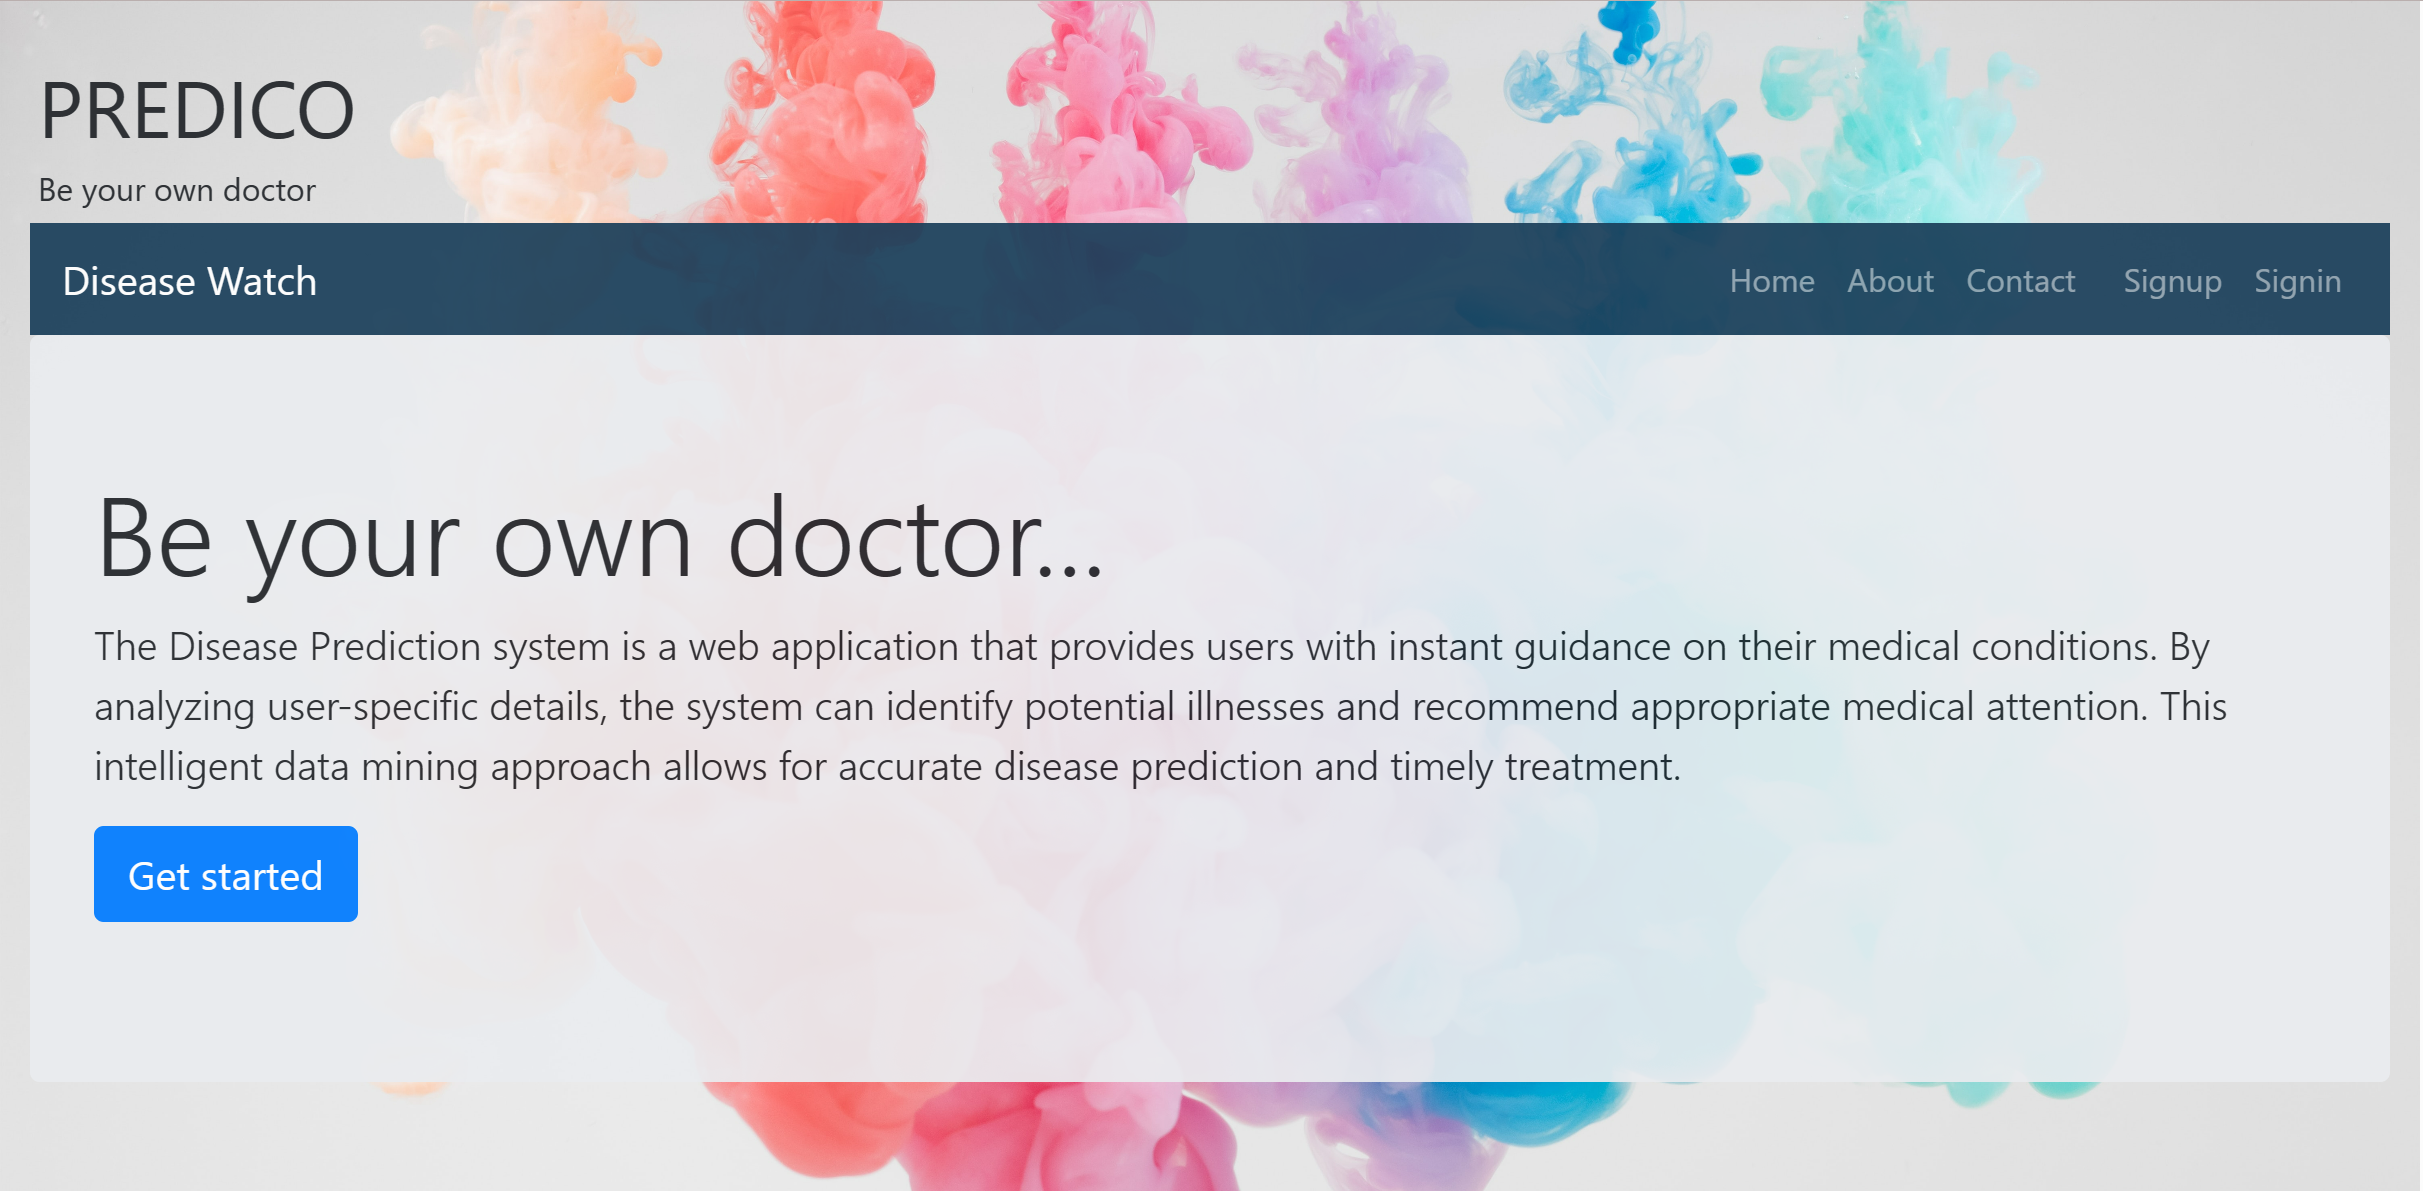 PREDICO
Be your own doctor
Disease Watch
Home About Contact Signup Signin
Be your own doctor...
The Disease Prediction system is a web application that provides users with instant guidance on their medical conditions. By
analyzing user-specific details, the system can identify potential illnesses and recommend appropriate medical attention. This
intelligent data mining approach allows for accurate disease prediction and timely treatment.
Get started